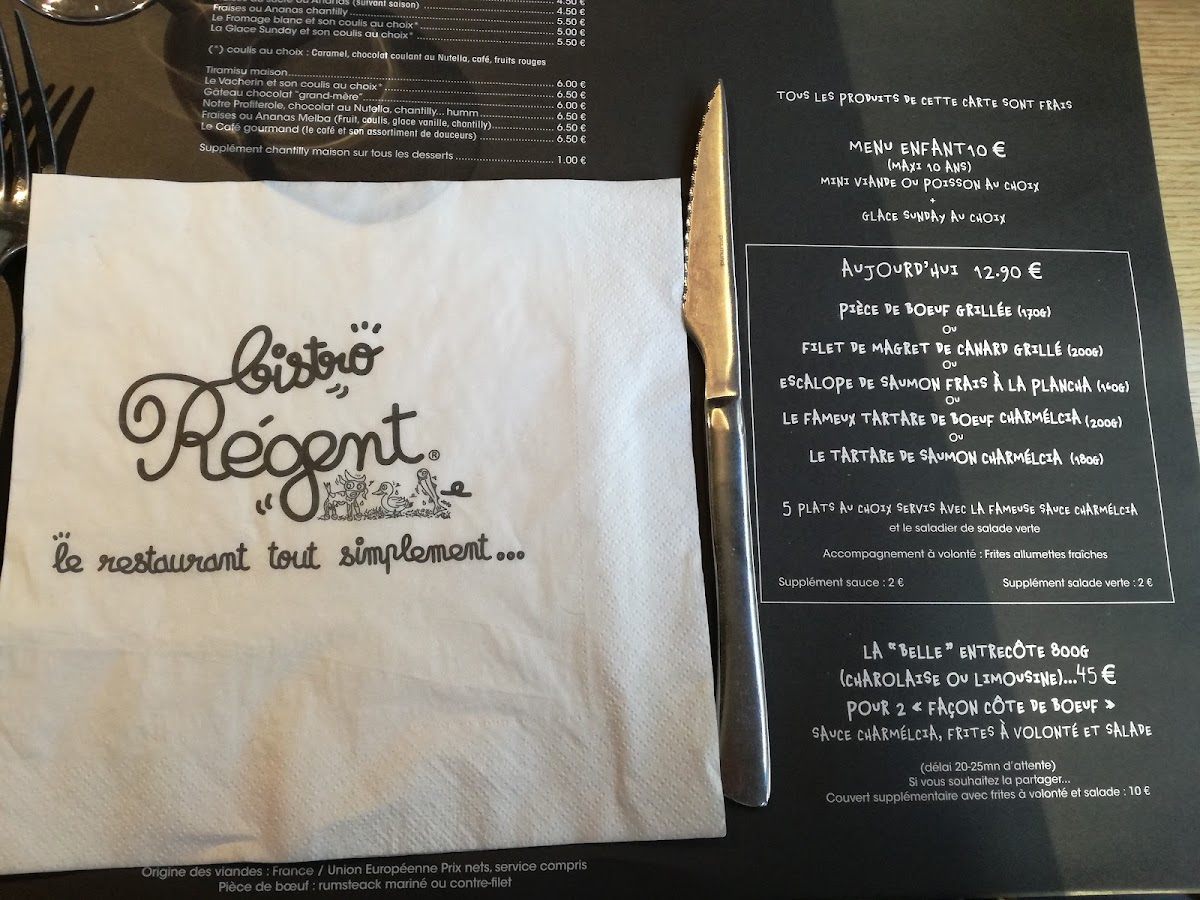 (suivant saison) 4.50 €
Fraises ou Ananas chantilly 4.50 €
Le Fromage blanc et son coulis au choix* 5.50 €
La Glace Sunday et son coulis au choix* 5.00 €
5.50 €
(*) coulis au choix : Caramel, chocolat coulant au Nutella, café, fruits rouges
Tiramisu maison 6.00 €
Le Vacherin et son coulis au choix* 6.50 €
Gâteau chocolat "grand-mère" 6.00 €
Notre Profiterole, chocolat au Nutella, chantilly... humm 6.50 €
Fraises ou Ananas Melba (Fruit, coulis, glace vanille, chantilly) 6.50 €
Le Café gourmand (le café et son assortiment de douceurs) 6.50 €
Supplément chantilly maison sur tous les desserts 1.00 €
bistro
Régent ®
le restaurant tout simplement...
Origine des viandes : France / Union Européenne Prix nets, service compris
Pièce de bœuf : rumsteack mariné ou contre-filet
TOUS LES PRODUITS DE CETTE CARTE SONT FRAIS
MENU ENFANT 10 €
(MAXI 10 ANS)
MINI VIANDE OU POISSON AU CHOIX
+
GLACE SUNDAY AU CHOIX
AUJOURD'HUI 12.90 €
PIÈCE DE BOEUF GRILLÉE (170G)
OU
FILET DE MAGRET DE CANARD GRILLÉ (200G)
OU
ESCALOPE DE SAUMON FRAIS À LA PLANCHA (160G)
OU
LE FAMEUX TARTARE DE BOEUF CHARMÉLCIA (200G)
OU
LE TARTARE DE SAUMON CHARMÉLCIA (180G)
5 PLATS AU CHOIX SERVIS AVEC LA FAMEUSE SAUCE CHARMÉLCIA
et le saladier de salade verte
Accompagnement à volonté : Frites allumettes fraîches
Supplément sauce : 2 € Supplément salade verte : 2 €
LA "BELLE" ENTRECÔTE 800G
(CHAROLAISE OU LIMOUSINE)...45 €
POUR 2 « FAÇON CÔTE DE BOEUF »
SAUCE CHARMÉLCIA, FRITES À VOLONTÉ ET SALADE
(délai 20-25mn d'attente)
Si vous souhaitez la partager...
Couvert supplémentaire avec frites à volonté et salade : 10 €